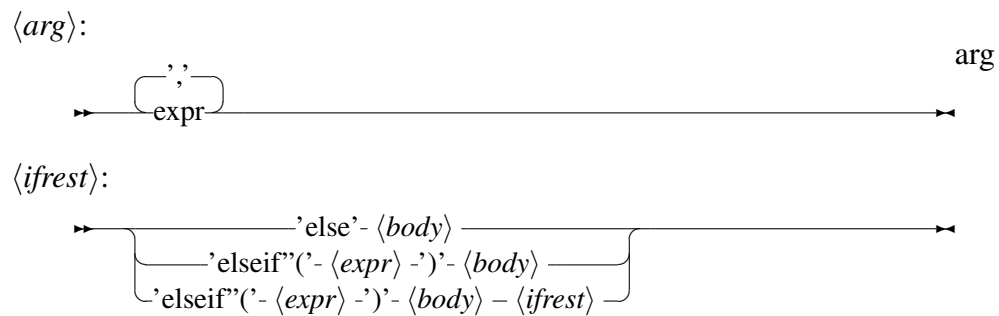 ⟨arg⟩:
arg
’,’
expr
⟨ifrest⟩:
’else’- ⟨body⟩
’elseif’’(’- ⟨expr⟩ -’)’- ⟨body⟩
’elseif’’(’- ⟨expr⟩ -’)’- ⟨body⟩ – ⟨ifrest⟩